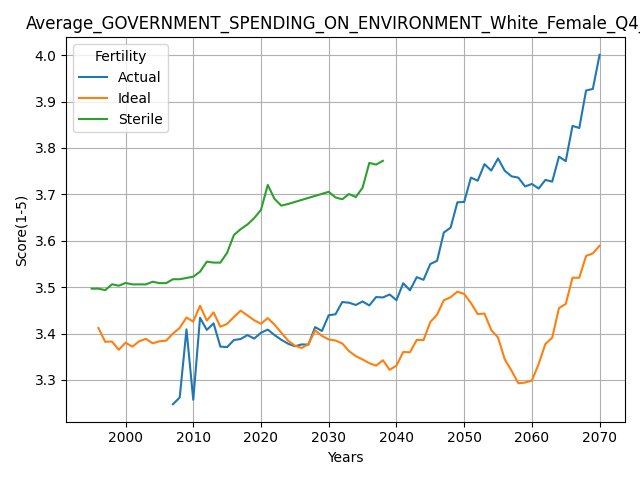 Average_GOVERNMENT_SPENDING_ON_ENVIRONMENT_White_Female_Q4_
Fertility
Actual
Ideal
Sterile
Score(1-5)
4.0
3.9
3.8
3.7
3.6
3.5
3.4
3.3
2000 2010 2020 2030 2040 2050 2060 2070
Years